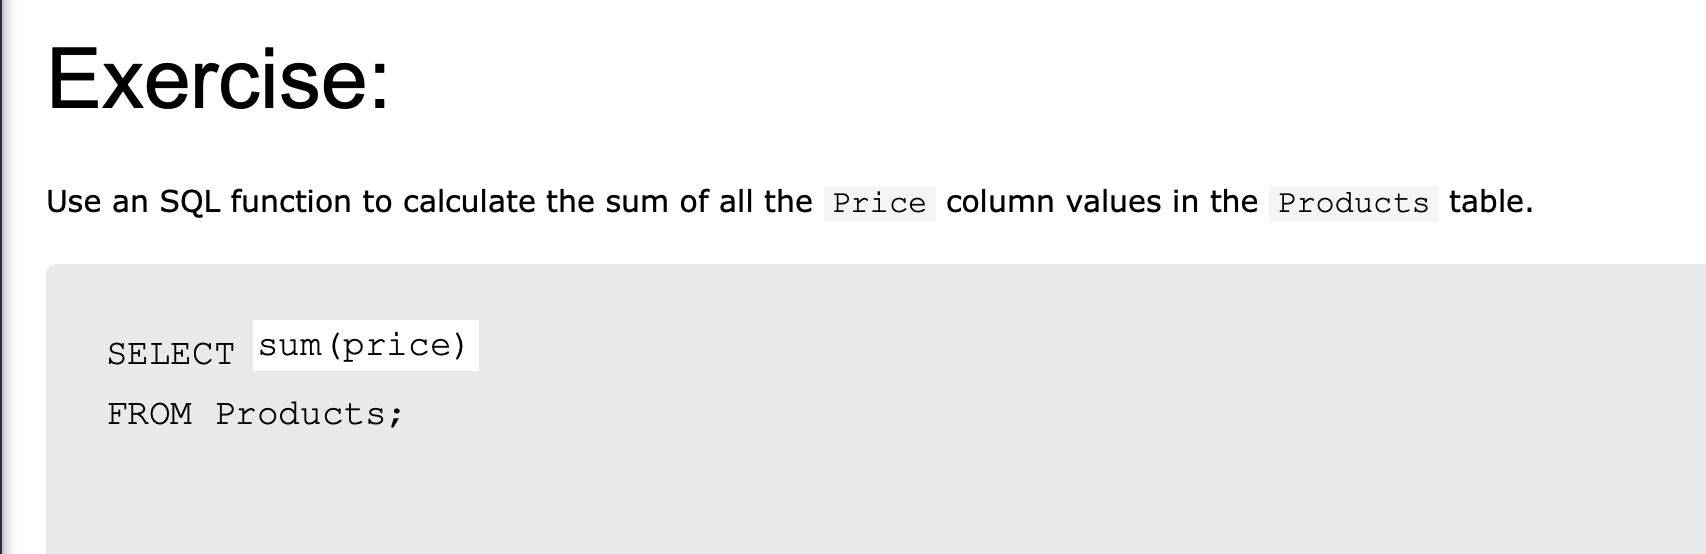 Exercise:
Use an SQL function to calculate the sum of all the Price column values in the Products table.
SELECT sum(price)
FROM Products;